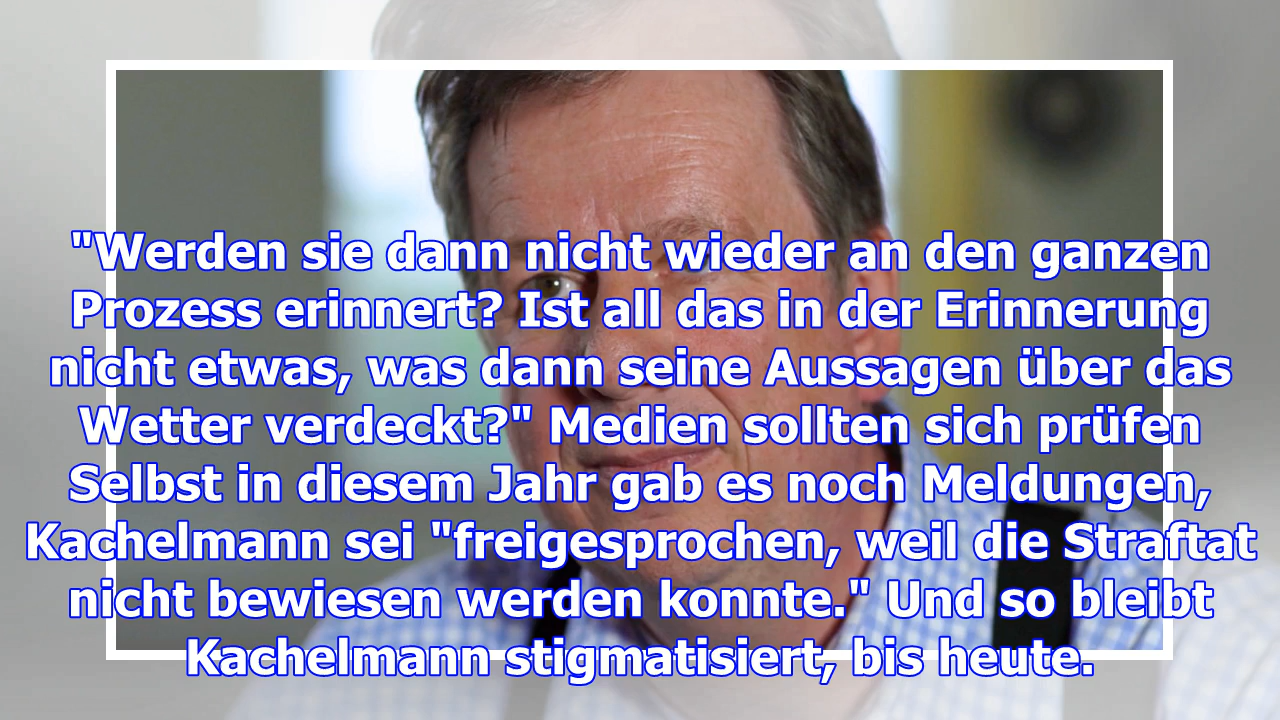 "Werden sie dann nicht wieder an den ganzen
Prozess erinnert? Ist all das in der Erinnerung
nicht etwas, was dann seine Aussagen über das
Wetter verdeckt?" Medien sollten sich prüfen
Selbst in diesem Jahr gab es noch Meldungen,
Kachelmann sei "freigesprochen, weil die Straftat
nicht bewiesen werden konnte." Und so bleibt
Kachelmann stigmatisiert, bis heute.